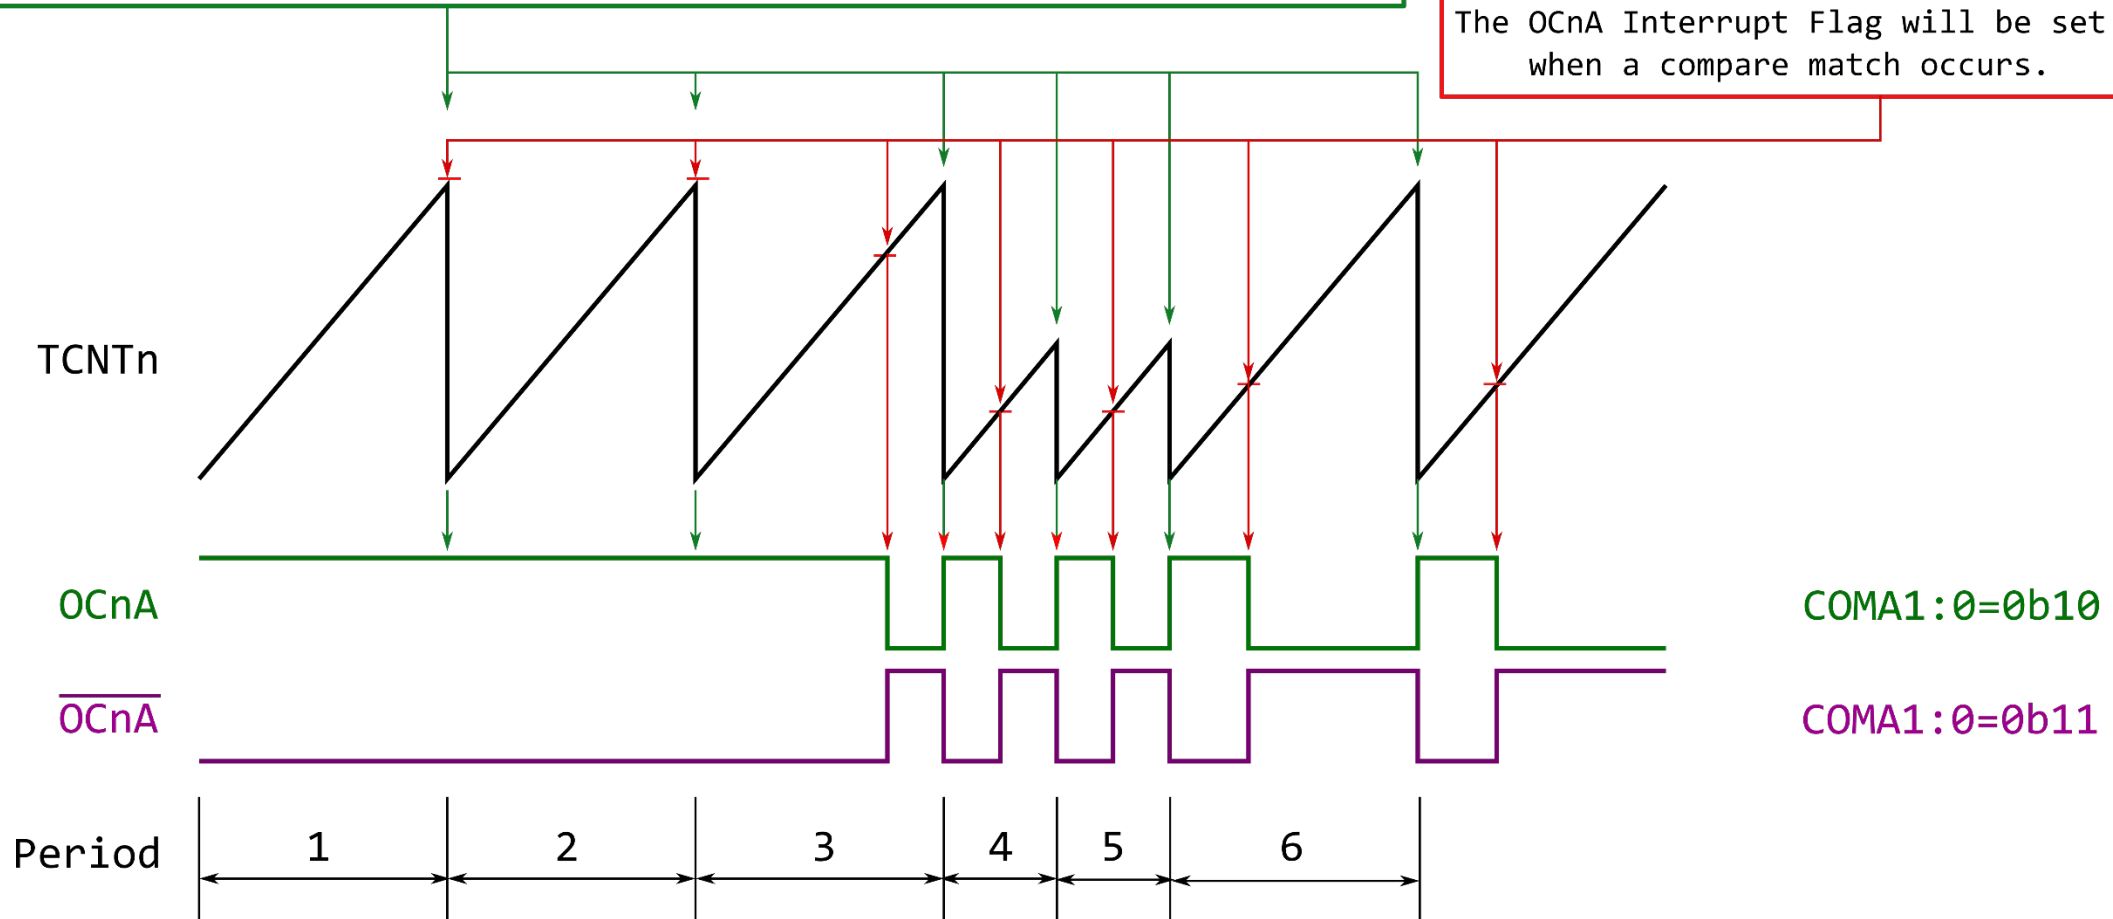 The OCnA Interrupt Flag will be set
when a compare match occurs.
TCNTn
OCnA
COMA1:0=0b10
OCnA
COMA1:0=0b11
Period
1
2
3
4
5
6